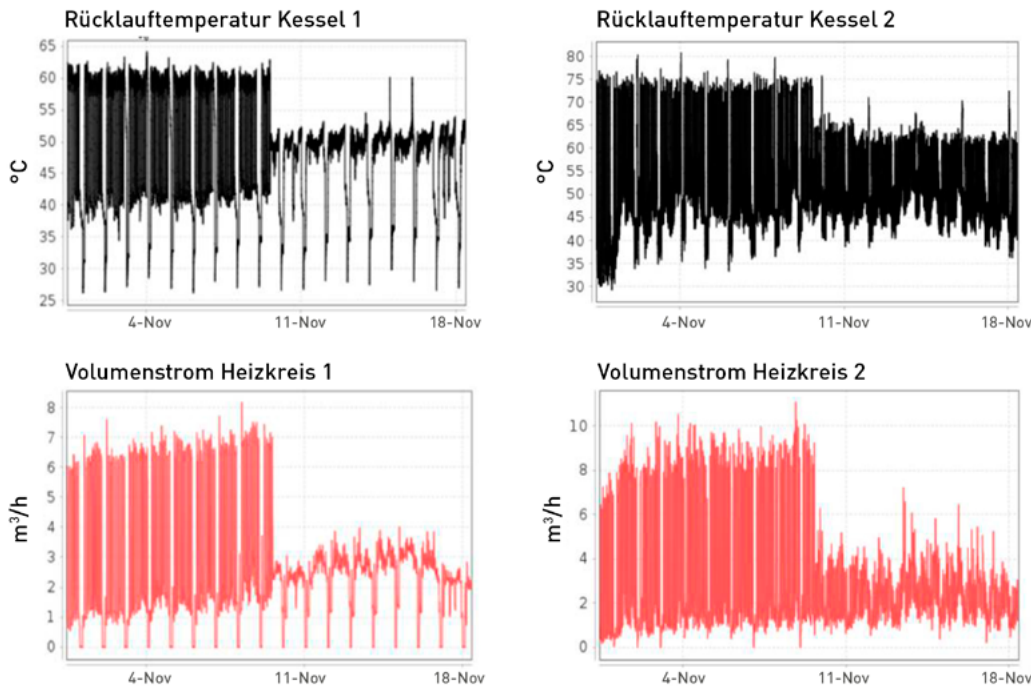 Rücklauftemperatur Kessel 1
65
60
55
50
45
40
35
30
25
°C
4-Nov
11-Nov
18-Nov
Rücklauftemperatur Kessel 2
80
75
70
65
60
55
50
45
40
35
30
°C
4-Nov
11-Nov
18-Nov
Volumenstrom Heizkreis 1
8
7
6
5
4
3
2
1
0
m³/h
4-Nov
11-Nov
18-Nov
Volumenstrom Heizkreis 2
10
8
6
4
2
0
m³/h
4-Nov
11-Nov
18-Nov